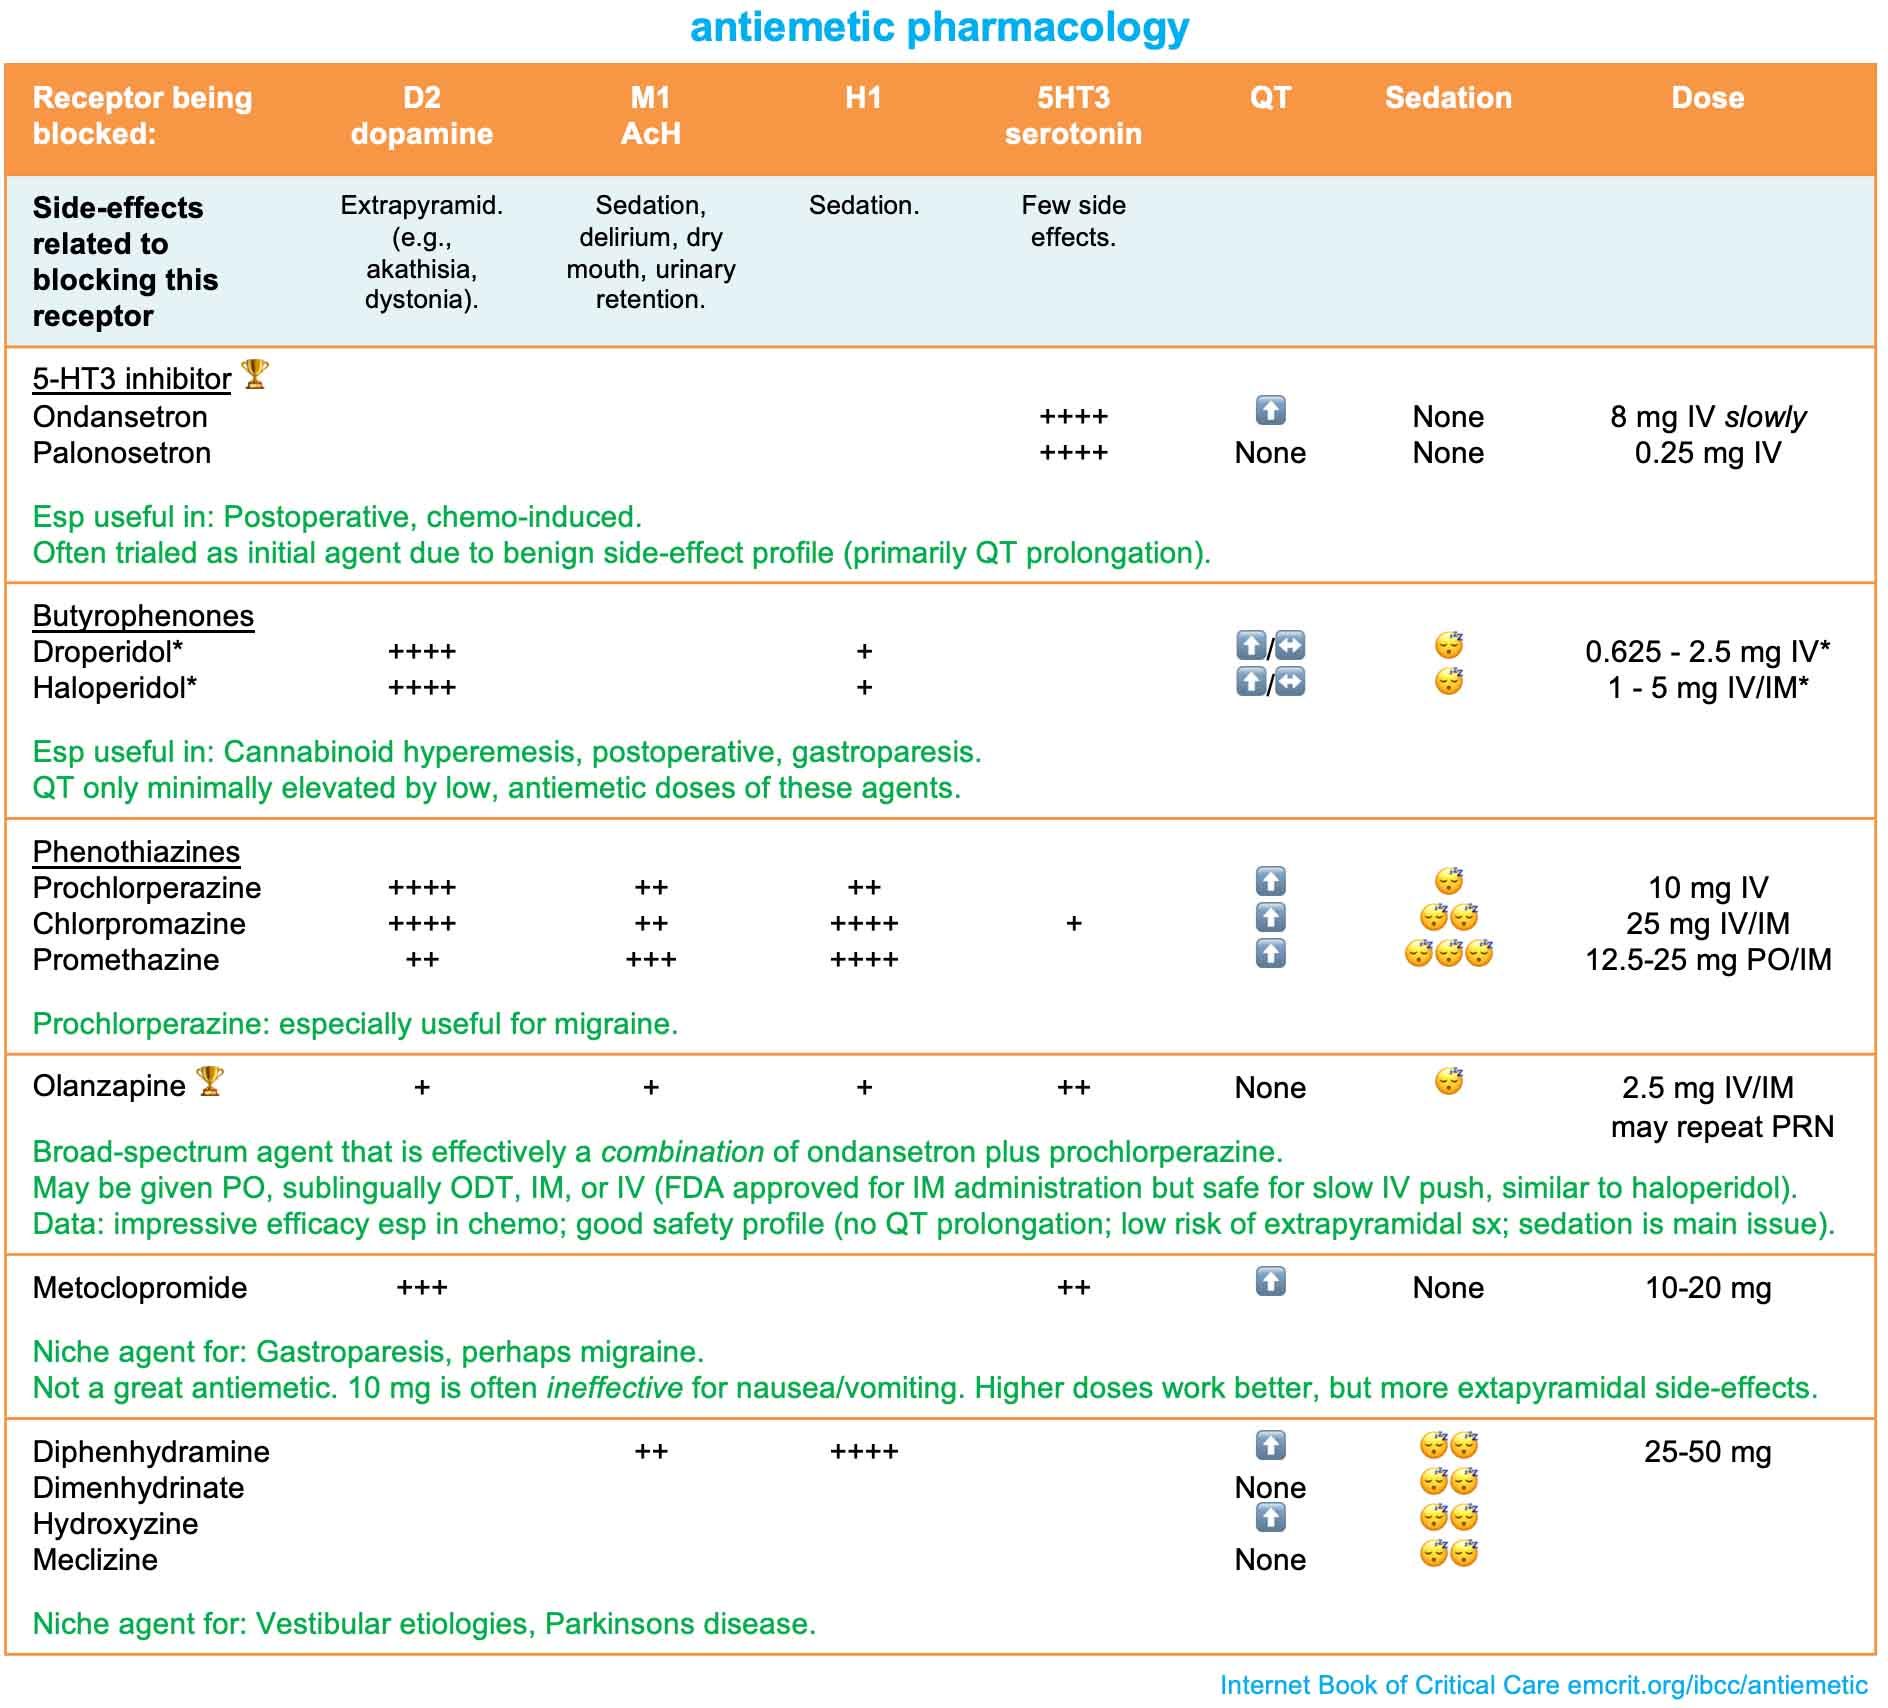 antiemetic pharmacology
Receptor being D2 M1 H1 5HT3 QT Sedation Dose
blocked: dopamine AcH serotonin
Side-effects Extrapyramid. Sedation, Sedation. Few side
related to (e.g., delirium, dry effects.
blocking this akathisia, mouth, urinary
receptor dystonia). retention.
5-HT3 inhibitor 🏆
Ondansetron ++++ ⬆️ None 8 mg IV slowly
Palonosetron ++++ None None 0.25 mg IV
Esp useful in: Postoperative, chemo-induced.
Often trialed as initial agent due to benign side-effect profile (primarily QT prolongation).
Butyrophenones
Droperidol* ++++ + ⬆️/↔️ 😴 0.625 - 2.5 mg IV*
Haloperidol* ++++ + ⬆️/↔️ 😴 1 - 5 mg IV/IM*
Esp useful in: Cannabinoid hyperemesis, postoperative, gastroparesis.
QT only minimally elevated by low, antiemetic doses of these agents.
Phenothiazines
Prochlorperazine ++++ ++ ++ ⬆️ 😴 10 mg IV
Chlorpromazine ++++ ++ ++++ + ⬆️ 😴😴 25 mg IV/IM
Promethazine ++ +++ ++++ ⬆️ 😴😴😴 12.5-25 mg PO/IM
Prochlorperazine: especially useful for migraine.
Olanzapine 🏆 + + + ++ None 😴 2.5 mg IV/IM
may repeat PRN
Broad-spectrum agent that is effectively a combination of ondansetron plus prochlorperazine.
May be given PO, sublingually ODT, IM, or IV (FDA approved for IM administration but safe for slow IV push, similar to haloperidol).
Data: impressive efficacy esp in chemo; good safety profile (no QT prolongation; low risk of extrapyramidal sx; sedation is main issue).
Metoclopromide +++ ++ ⬆️ None 10-20 mg
Niche agent for: Gastroparesis, perhaps migraine.
Not a great antiemetic. 10 mg is often ineffective for nausea/vomiting. Higher doses work better, but more extapyramidal side-effects.
Diphenhydramine ++ ++++ ⬆️ 😴😴 25-50 mg
Dimenhydrinate None 😴😴
Hydroxyzine ⬆️ 😴😴
Meclizine None 😴😴
Niche agent for: Vestibular etiologies, Parkinsons disease.
Internet Book of Critical Care emcrit.org/ibcc/antiemetic